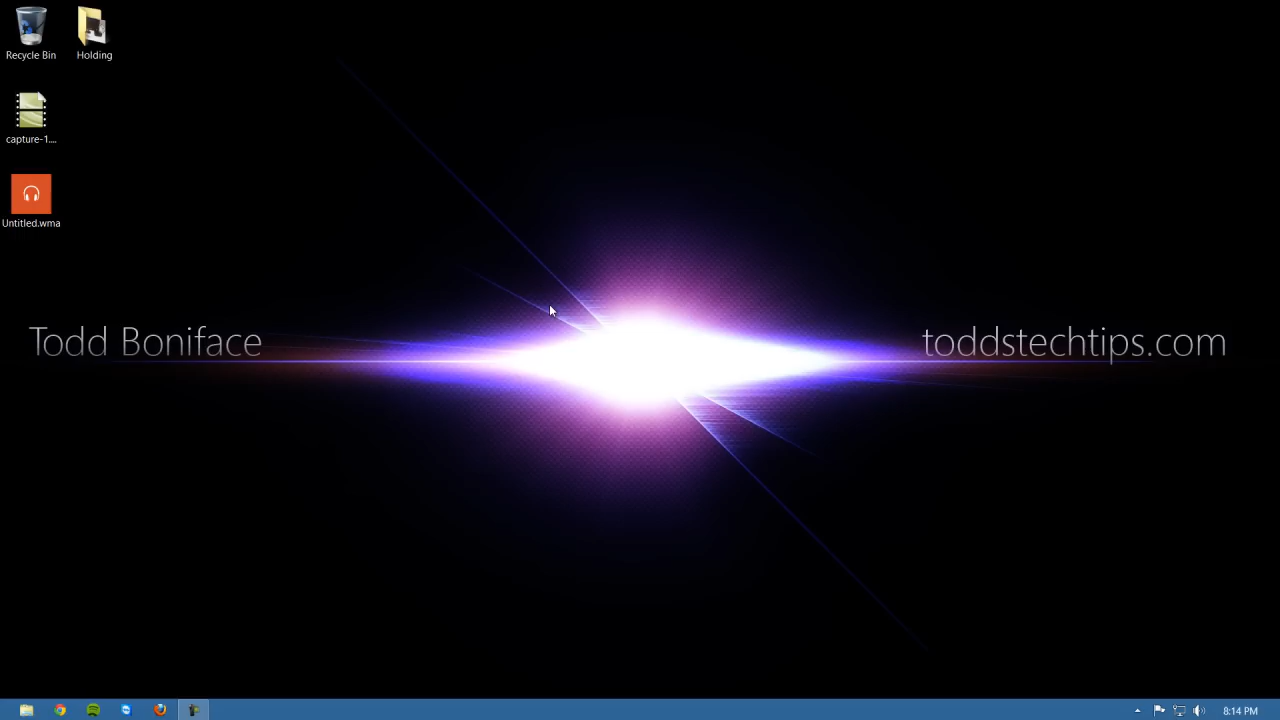 Recycle Bin
Holding
capture-1....
Untitled.wma
Todd Boniface
toddstechtips.com
8:14 PM